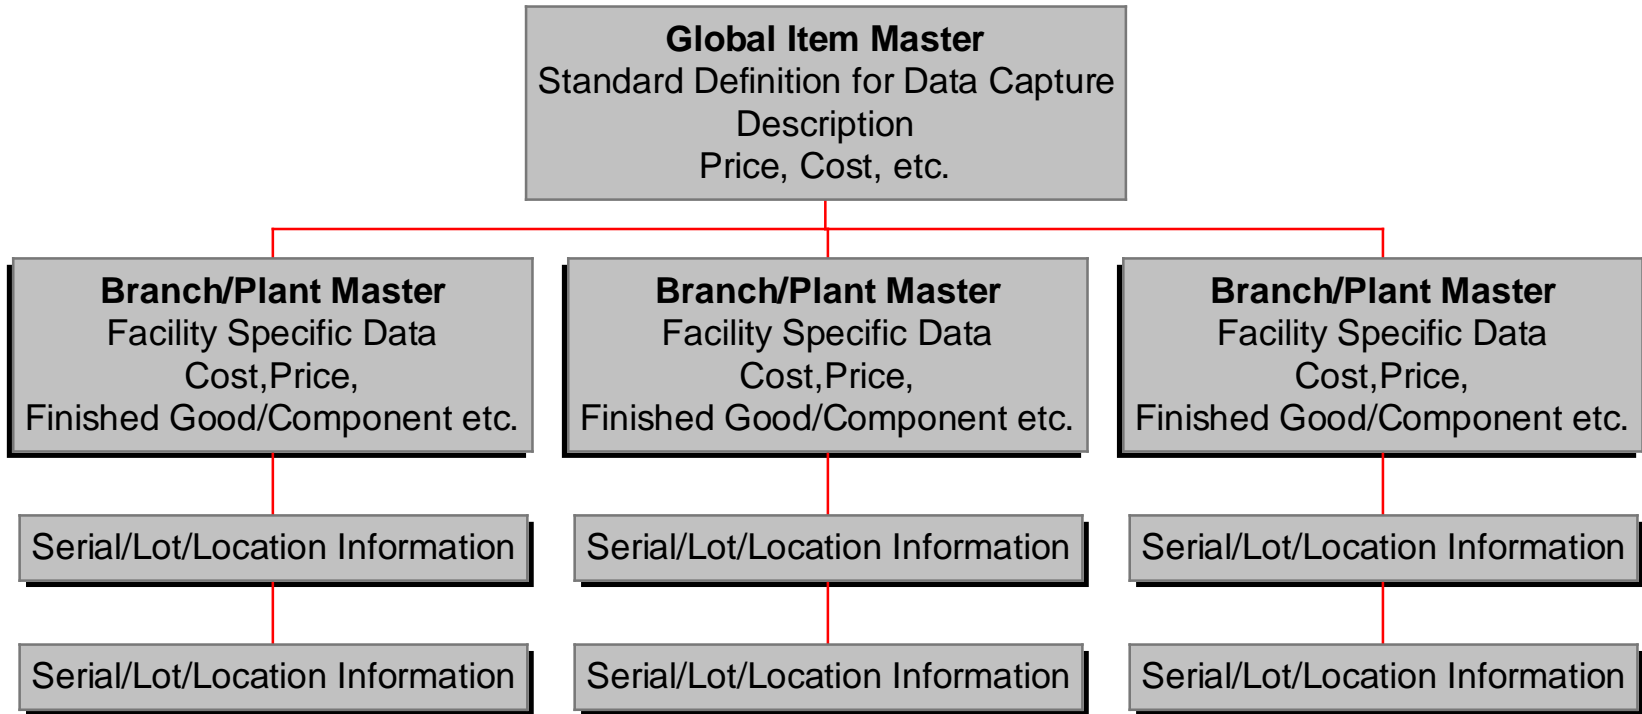 Global Item Master
Standard Definition for Data Capture
Description
Price, Cost, etc.
Branch/Plant Master
Facility Specific Data
Cost,Price,
Finished Good/Component etc.
Branch/Plant Master
Facility Specific Data
Cost,Price,
Finished Good/Component etc.
Branch/Plant Master
Facility Specific Data
Cost,Price,
Finished Good/Component etc.
Serial/Lot/Location Information
Serial/Lot/Location Information
Serial/Lot/Location Information
Serial/Lot/Location Information
Serial/Lot/Location Information
Serial/Lot/Location Information